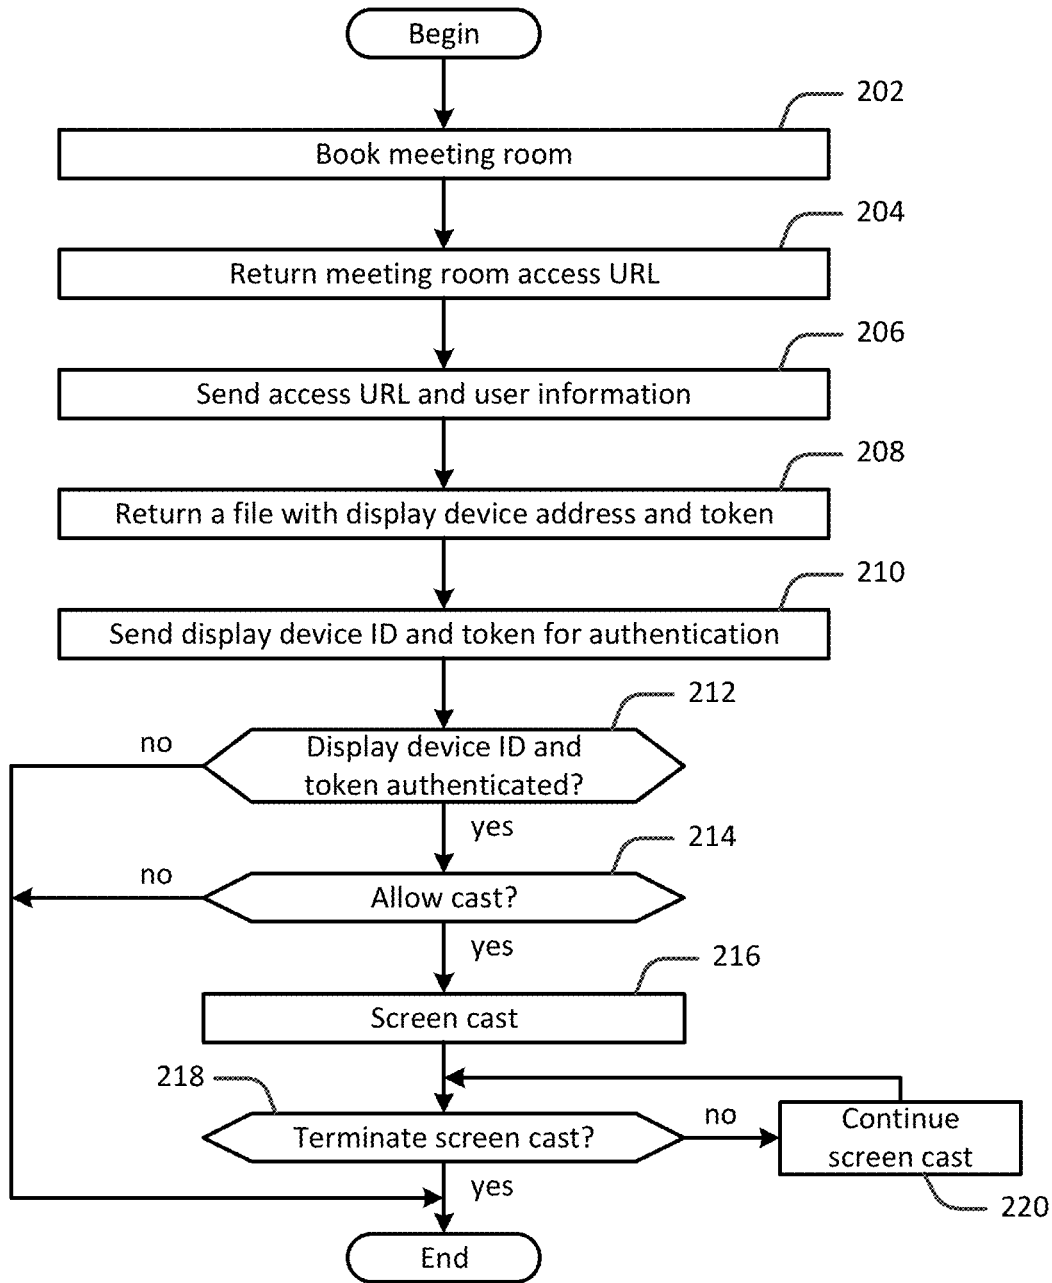 Begin
202
Book meeting room
204
Return meeting room access URL
206
Send access URL and user information
208
Return a file with display device address and token
210
Send display device ID and token for authentication
212
no
Display device ID and
token authenticated?
yes
214
no
Allow cast?
yes
216
Screen cast
218
Terminate screen cast?
no
Continue
screen cast
yes
220
End